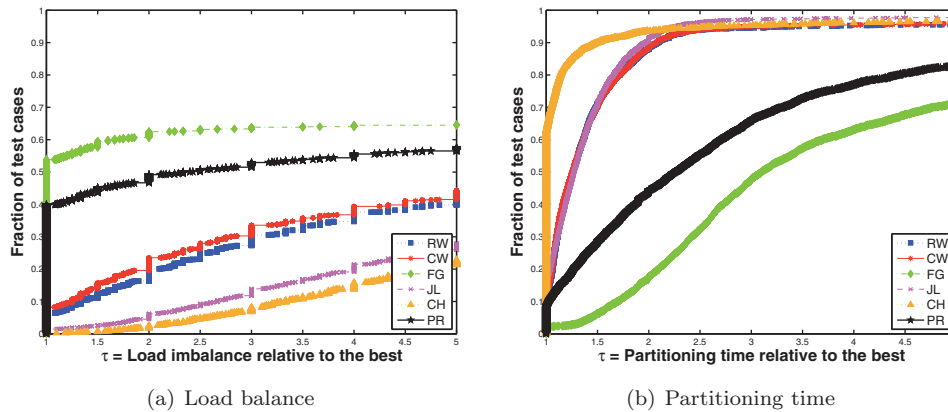 1
0.9
0.8
0.7
0.6
0.5
0.4
0.3
0.2
0.1
0
Fraction of test cases
1 1.5 2 2.5 3 3.5 4 4.5 5
τ = Load imbalance relative to the best
RW
CW
FG
JL
CH
PR
(a) Load balance
1
0.9
0.8
0.7
0.6
0.5
0.4
0.3
0.2
0.1
0
Fraction of test cases
1 1.5 2 2.5 3 3.5 4 4.5
τ = Partitioning time relative to the best
RW
CW
FG
JL
CH
PR
(b) Partitioning time